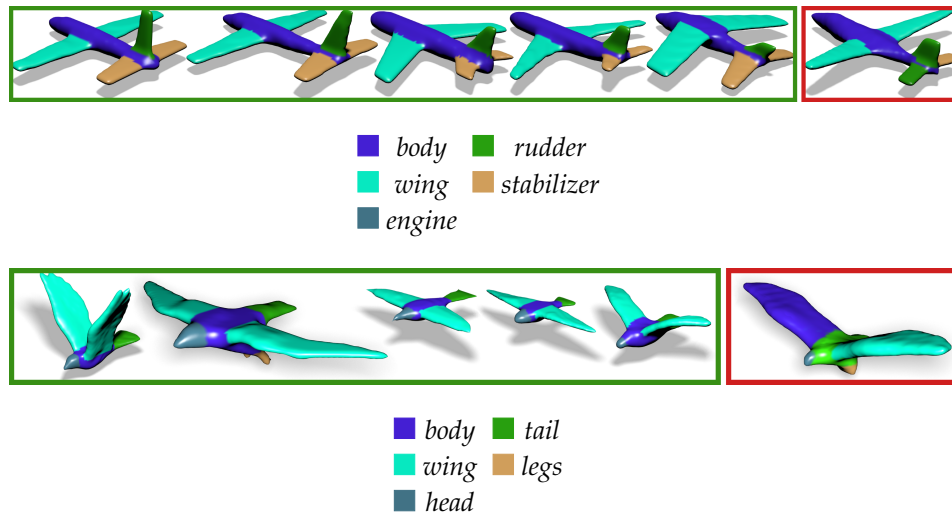 body rudder
wing stabilizer
engine
body tail
wing legs
head